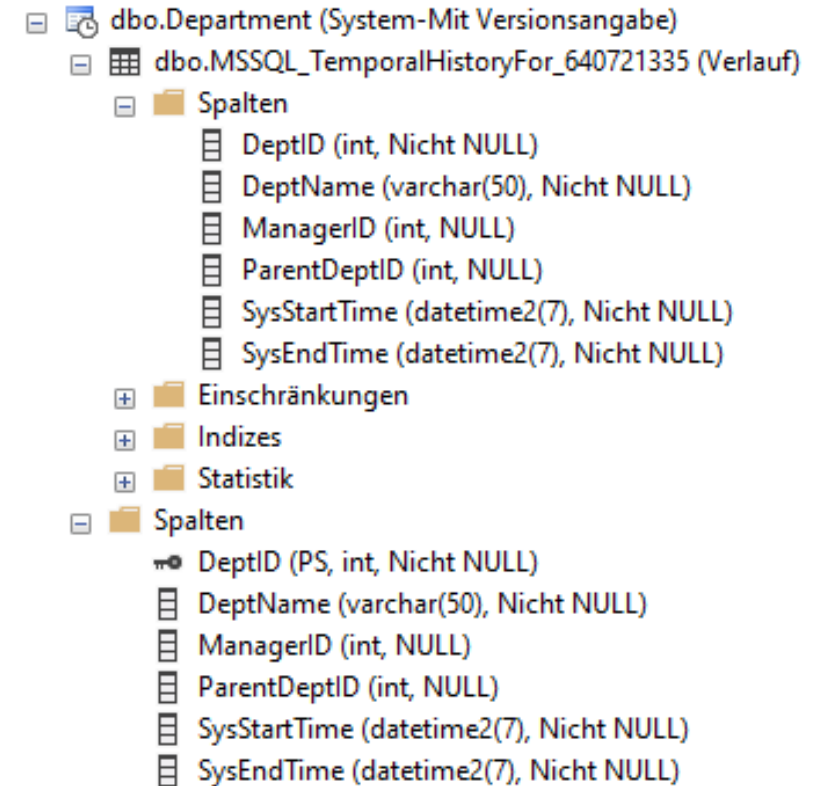 dbo.Department (System-Mit Versionsangabe)
dbo.MSSQL_TemporalHistoryFor_640721335 (Verlauf)
Spalten
DeptID (int, Nicht NULL)
DeptName (varchar(50), Nicht NULL)
ManagerID (int, NULL)
ParentDeptID (int, NULL)
SysStartTime (datetime2(7), Nicht NULL)
SysEndTime (datetime2(7), Nicht NULL)
Einschränkungen
Indizes
Statistik
Spalten
DeptID (PS, int, Nicht NULL)
DeptName (varchar(50), Nicht NULL)
ManagerID (int, NULL)
ParentDeptID (int, NULL)
SysStartTime (datetime2(7), Nicht NULL)
SysEndTime (datetime2(7), Nicht NULL)